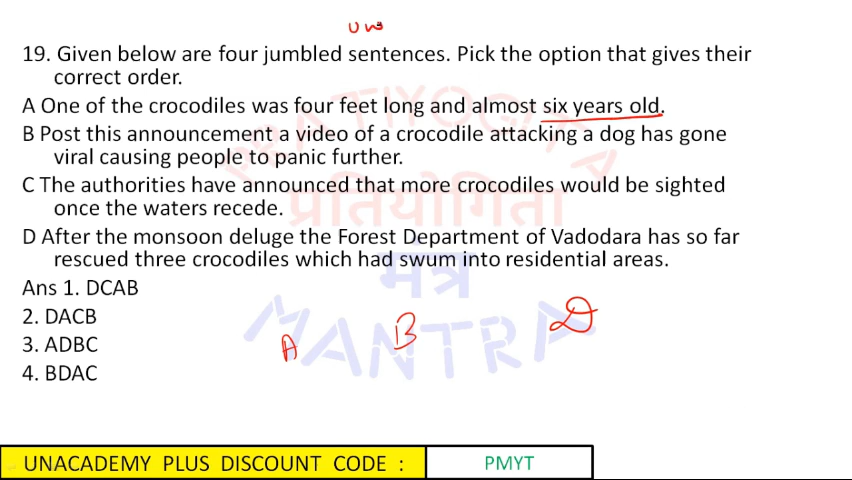 19. Given below are four jumbled sentences. Pick the option that gives their
correct order.
A One of the crocodiles was four feet long and almost six years old.
B Post this announcement a video of a crocodile attacking a dog has gone
viral causing people to panic further.
C The authorities have announced that more crocodiles would be sighted
once the waters recede.
D After the monsoon deluge the Forest Department of Vadodara has so far
rescued three crocodiles which had swum into residential areas.
Ans 1. DCAB
2. DACB
3. ADBC
4. BDAC
A B D
PRATIYOGITA
प्रतियोगिता
मंत्र
MANTRA
UNACADEMY PLUS DISCOUNT CODE : PMYT